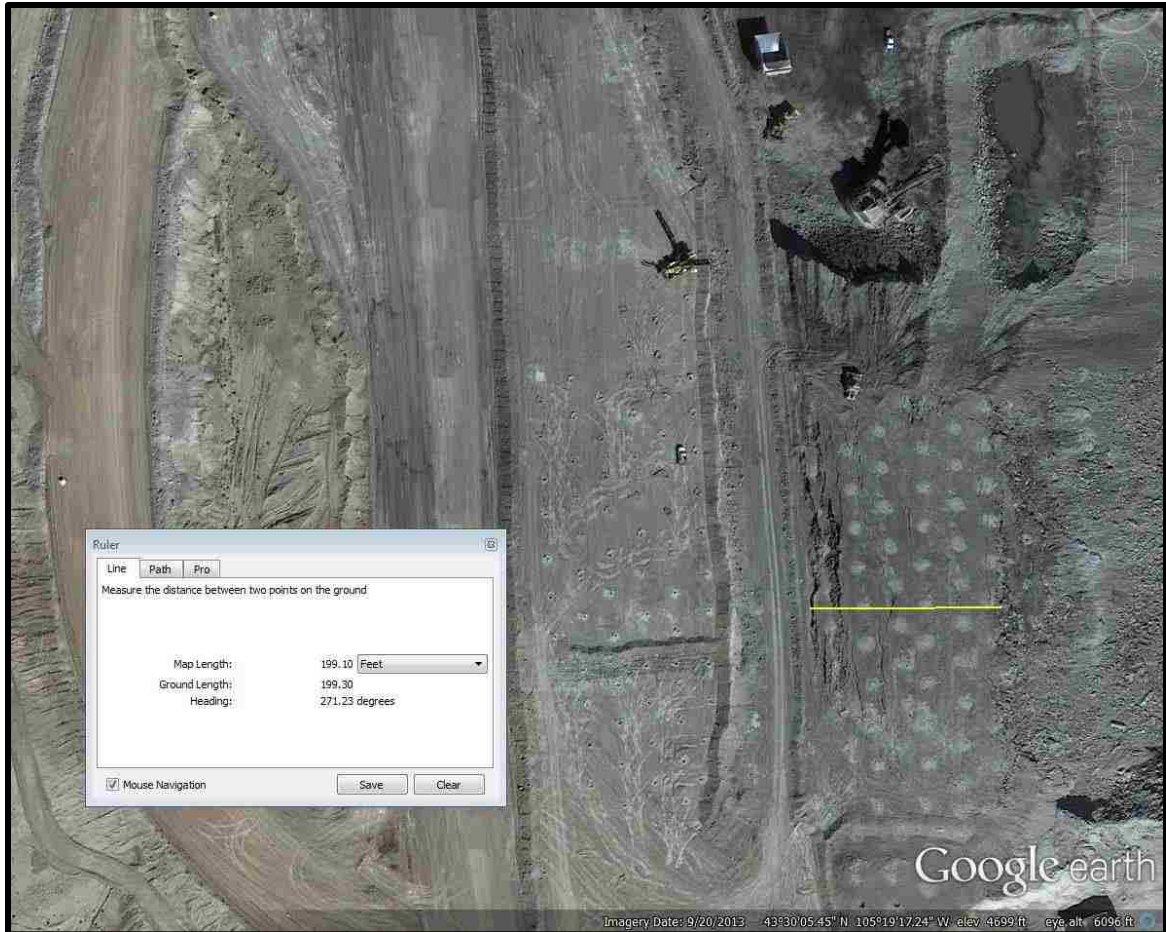 Ruler
Line Path Pro
Measure the distance between two points on the ground
Map Length: 199.10 Feet
Ground Length: 199.30
Heading: 271.23 degrees
Mouse Navigation Save Clear
Google earth
Imagery Date: 9/20/2013 43°30'05.45" N 105°19'17.24" W elev 4699 ft eye alt 6096 ft